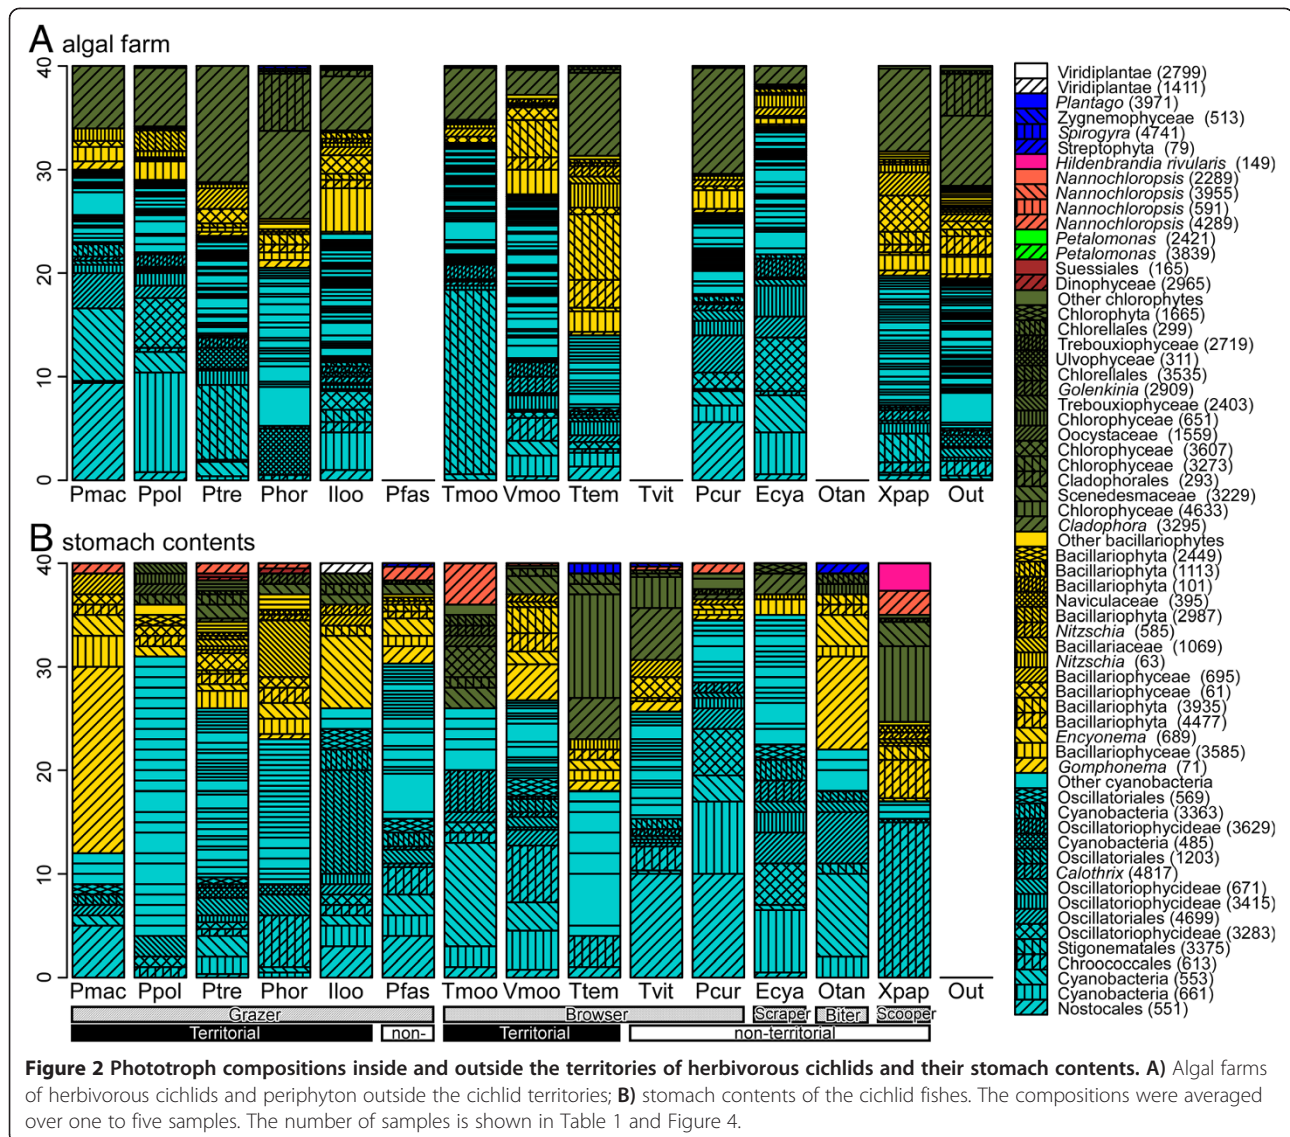 A algal farm
40
30
20
10
0
Pmac Ppol Ptre Phor Iloo Pfas Tmoo Vmoo Ttem Tvit Pcur Ecya Otan Xpap Out
B stomach contents
40
30
20
10
0
Pmac Ppol Ptre Phor Iloo Pfas Tmoo Vmoo Ttem Tvit Pcur Ecya Otan Xpap Out
Grazer Browser Scraper Biter Scooper
Territorial non- Territorial non-territorial
Viridiplantae (2799)
Viridiplantae (1411)
Plantago (3971)
Zygnemophyceae (513)
Spirogyra (4741)
Streptophyta (79)
Hildenbrandia rivularis (149)
Nannochloropsis (2289)
Nannochloropsis (3955)
Nannochloropsis (591)
Nannochloropsis (4289)
Petalomonas (2421)
Petalomonas (3839)
Suessiales (165)
Dinophyceae (2965)
Other chlorophytes
Chlorophyta (1665)
Chlorellales (299)
Trebouxiophyceae (2719)
Ulvophyceae (311)
Chlorellales (3535)
Golenkinia (2909)
Trebouxiophyceae (2403)
Chlorophyceae (651)
Oocystaceae (1559)
Chlorophyceae (3607)
Chlorophyceae (3273)
Cladophorales (293)
Scenedesmaceae (3229)
Chlorophyceae (4633)
Cladophora (3295)
Other bacillariophytes
Bacillariophyta (2449)
Bacillariophyta (1113)
Bacillariophyta (101)
Naviculaceae (395)
Bacillariophyta (2987)
Nitzschia (585)
Bacillariaceae (1069)
Nitzschia (63)
Bacillariophyceae (695)
Bacillariophyceae (61)
Bacillariophyta (3935)
Bacillariophyta (4477)
Encyonema (689)
Bacillariophyceae (3585)
Gomphonema (71)
Other cyanobacteria
Oscillatoriales (569)
Cyanobacteria (3363)
Oscillatoriophycideae (3629)
Cyanobacteria (485)
Oscillatoriales (1203)
Calothrix (4817)
Oscillatoriophycideae (671)
Oscillatoriophycideae (3415)
Oscillatoriales (4699)
Oscillatoriophycideae (3283)
Stigonematales (3375)
Chroococcales (613)
Cyanobacteria (553)
Cyanobacteria (661)
Nostocales (551)
Figure 2 Phototroph compositions inside and outside the territories of herbivorous cichlids and their stomach contents. A) Algal farms
of herbivorous cichlids and periphyton outside the cichlid territories; B) stomach contents of the cichlid fishes. The compositions were averaged
over one to five samples. The number of samples is shown in Table 1 and Figure 4.